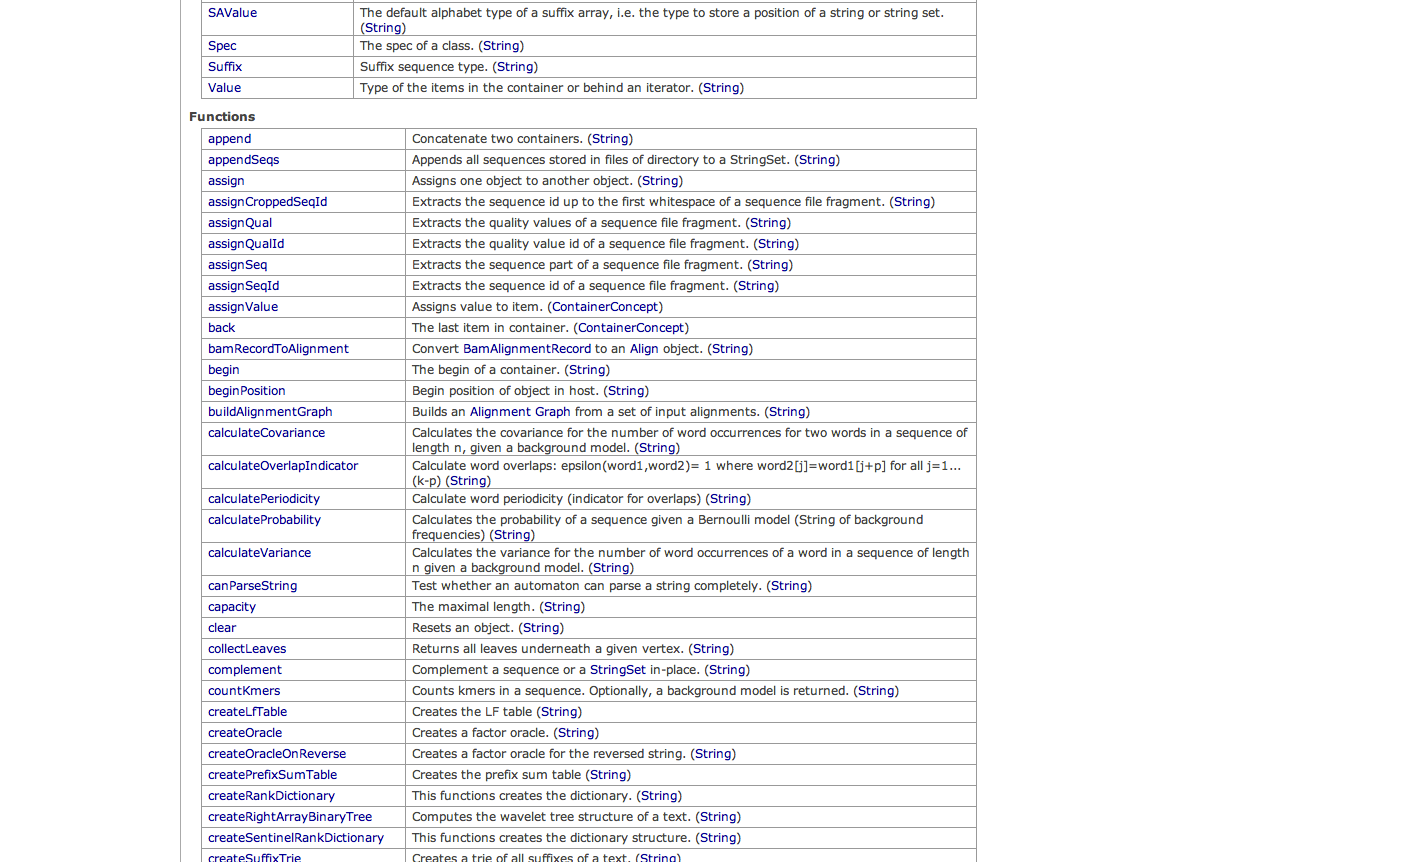 SAValue The default alphabet type of a suffix array, i.e. the type to store a position of a string or string set.
(String)
Spec The spec of a class. (String)
Suffix Suffix sequence type. (String)
Value Type of the items in the container or behind an iterator. (String)
Functions
append Concatenate two containers. (String)
appendSeqs Appends all sequences stored in files of directory to a StringSet. (String)
assign Assigns one object to another object. (String)
assignCroppedSeqId Extracts the sequence id up to the first whitespace of a sequence file fragment. (String)
assignQual Extracts the quality values of a sequence file fragment. (String)
assignQualId Extracts the quality value id of a sequence file fragment. (String)
assignSeq Extracts the sequence part of a sequence file fragment. (String)
assignSeqId Extracts the sequence id of a sequence file fragment. (String)
assignValue Assigns value to item. (ContainerConcept)
back The last item in container. (ContainerConcept)
bamRecordToAlignment Convert BamAlignmentRecord to an Align object. (String)
begin The begin of a container. (String)
beginPosition Begin position of object in host. (String)
buildAlignmentGraph Builds an Alignment Graph from a set of input alignments. (String)
calculateCovariance Calculates the covariance for the number of word occurrences for two words in a sequence of
length n, given a background model. (String)
calculateOverlapIndicator Calculate word overlaps: epsilon(word1,word2)= 1 where word2[j]=word1[j+p] for all j=1...
(k-p) (String)
calculatePeriodicity Calculate word periodicity (indicator for overlaps) (String)
calculateProbability Calculates the probability of a sequence given a Bernoulli model (String of background
frequencies) (String)
calculateVariance Calculates the variance for the number of word occurrences of a word in a sequence of length
n given a background model. (String)
canParseString Test whether an automaton can parse a string completely. (String)
capacity The maximal length. (String)
clear Resets an object. (String)
collectLeaves Returns all leaves underneath a given vertex. (String)
complement Complement a sequence or a StringSet in-place. (String)
countKmers Counts kmers in a sequence. Optionally, a background model is returned. (String)
createLfTable Creates the LF table (String)
createOracle Creates a factor oracle. (String)
createOracleOnReverse Creates a factor oracle for the reversed string. (String)
createPrefixSumTable Creates the prefix sum table (String)
createRankDictionary This functions creates the dictionary. (String)
createRightArrayBinaryTree Computes the wavelet tree structure of a text. (String)
createSentinelRankDictionary This functions creates the dictionary structure. (String)
createSuffixTrie Creates a trie of all suffixes of a text. (String)